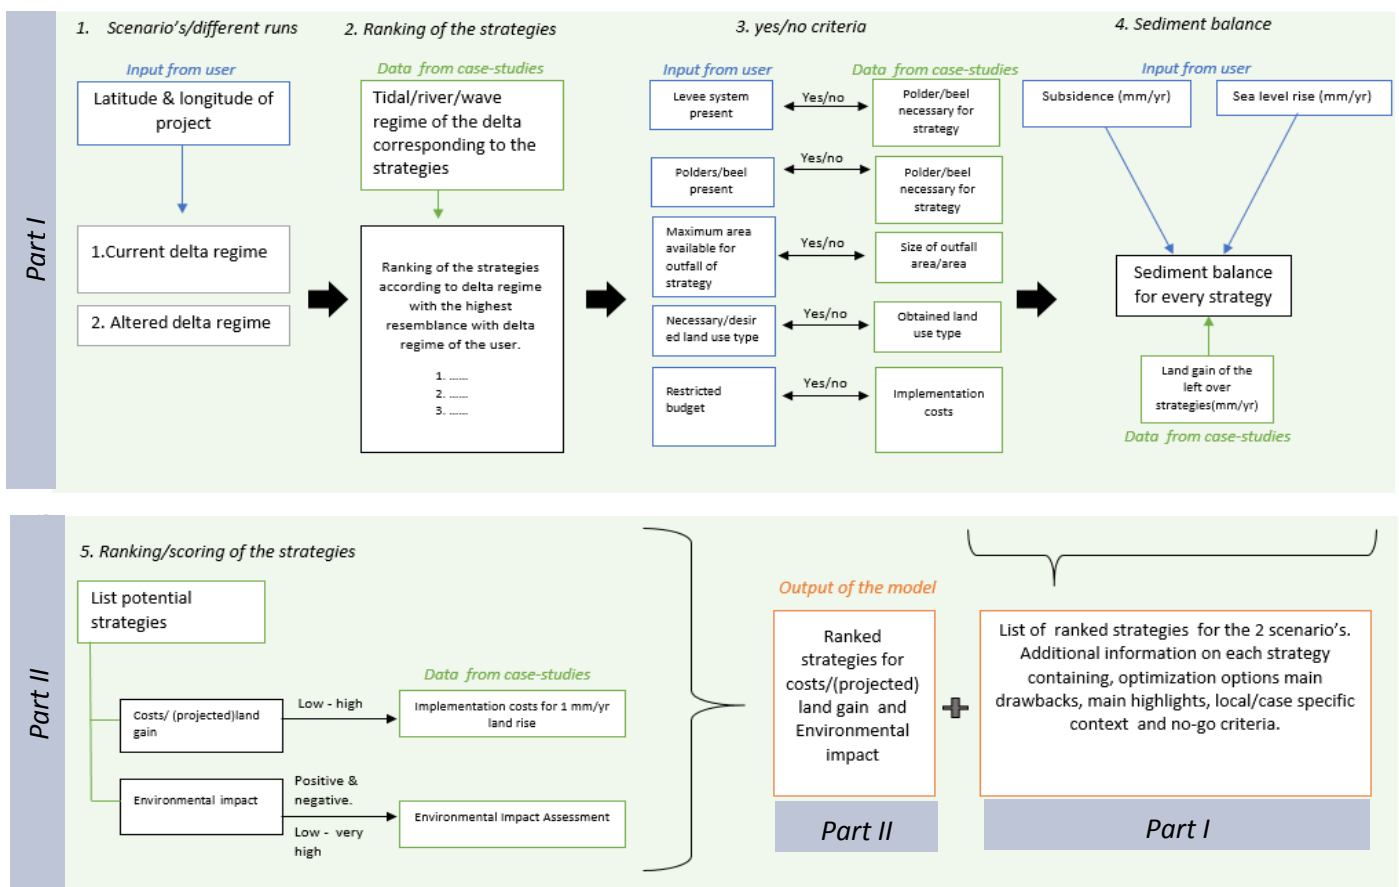 Part I
1. Scenario's/different runs
Input from user
Latitude & longitude of
project
1.Current delta regime
2. Altered delta regime
2. Ranking of the strategies
Data from case-studies
Tidal/river/wave
regime of the delta
corresponding to the
strategies
Ranking of the strategies
according to delta regime
with the highest
resemblance with delta
regime of the user.
1. ......
2. ......
3. ......
3. yes/no criteria
Input from user
Data from case-studies
Levee system
present
Yes/no
Polder/beel
necessary for
strategy
Polders/beel
present
Yes/no
Polder/beel
necessary for
strategy
Maximum area
available for
outfall of
strategy
Yes/no
Size of outfall
area/area
Necessary/desir
ed land use type
Yes/no
Obtained land
use type
Restricted
budget
Yes/no
Implementation
costs
4. Sediment balance
Input from user
Subsidence (mm/yr)
Sea level rise (mm/yr)
Sediment balance
for every strategy
Land gain of the
left over
strategies(mm/yr)
Data from case-studies
Part II
5. Ranking/scoring of the strategies
List potential
strategies
Data from case-studies
Costs/ (projected)land
gain
Low - high
Implementation costs for 1 mm/yr
land rise
Environmental impact
Positive &
negative.
Low - very
high
Environmental Impact Assessment
Output of the model
Ranked
strategies for
costs/(projected)
land gain and
Environmental
impact
Part II
List of ranked strategies for the 2 scenario's.
Additional information on each strategy
containing, optimization options main
drawbacks, main highlights, local/case specific
context and no-go criteria.
Part I